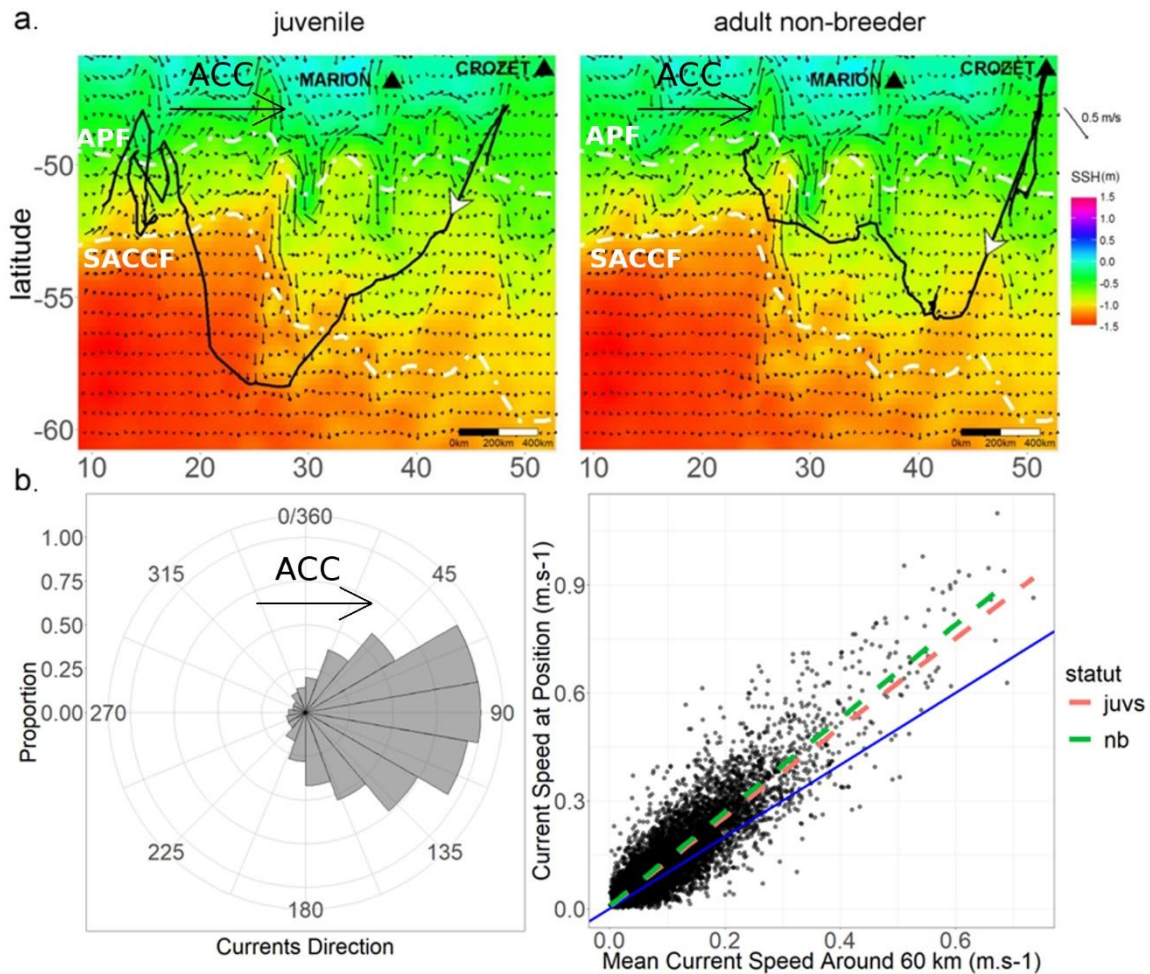 a.
juvenile
adult non-breeder
ACC
MARION
CROZET
ACC
MARION
CROZET
APF
SACCF
APF
SACCF
0.5 m/s
SSH(m)
1.5
1.0
0.5
0.0
-0.5
-1.0
-1.5
latitude
-50
-55
-60
0km 200km 400km
0km 200km 400km
10 20 30 40 50
10 20 30 40 50
b.
Proportion
1.00
0.75
0.50
0.25
0.00
0/360
45
90
135
180
225
270
315
ACC
Currents Direction
Current Speed at Position (m.s-1)
0.9
0.6
0.3
0.0
0.0 0.2 0.4 0.6
Mean Current Speed Around 60 km (m.s-1)
statut
juvs
nb